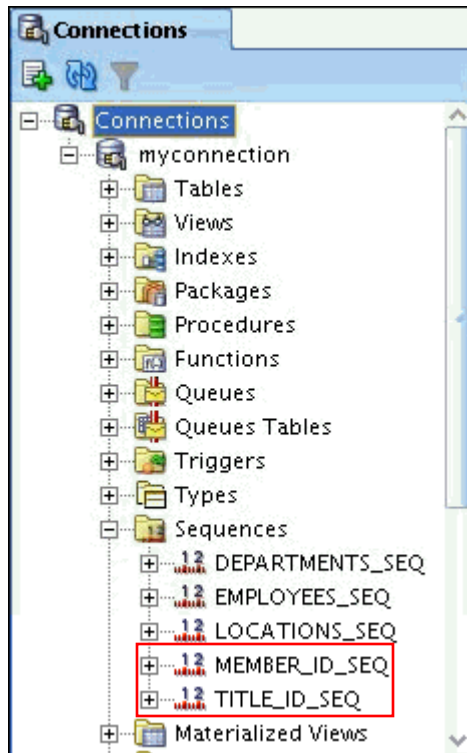 Connections
Connections
myconnection
Tables
Views
Indexes
Packages
Procedures
Functions
Queues
Queues Tables
Triggers
Types
Sequences
DEPARTMENTS_SEQ
EMPLOYEES_SEQ
LOCATIONS_SEQ
MEMBER_ID_SEQ
TITLE_ID_SEQ
Materialized Views